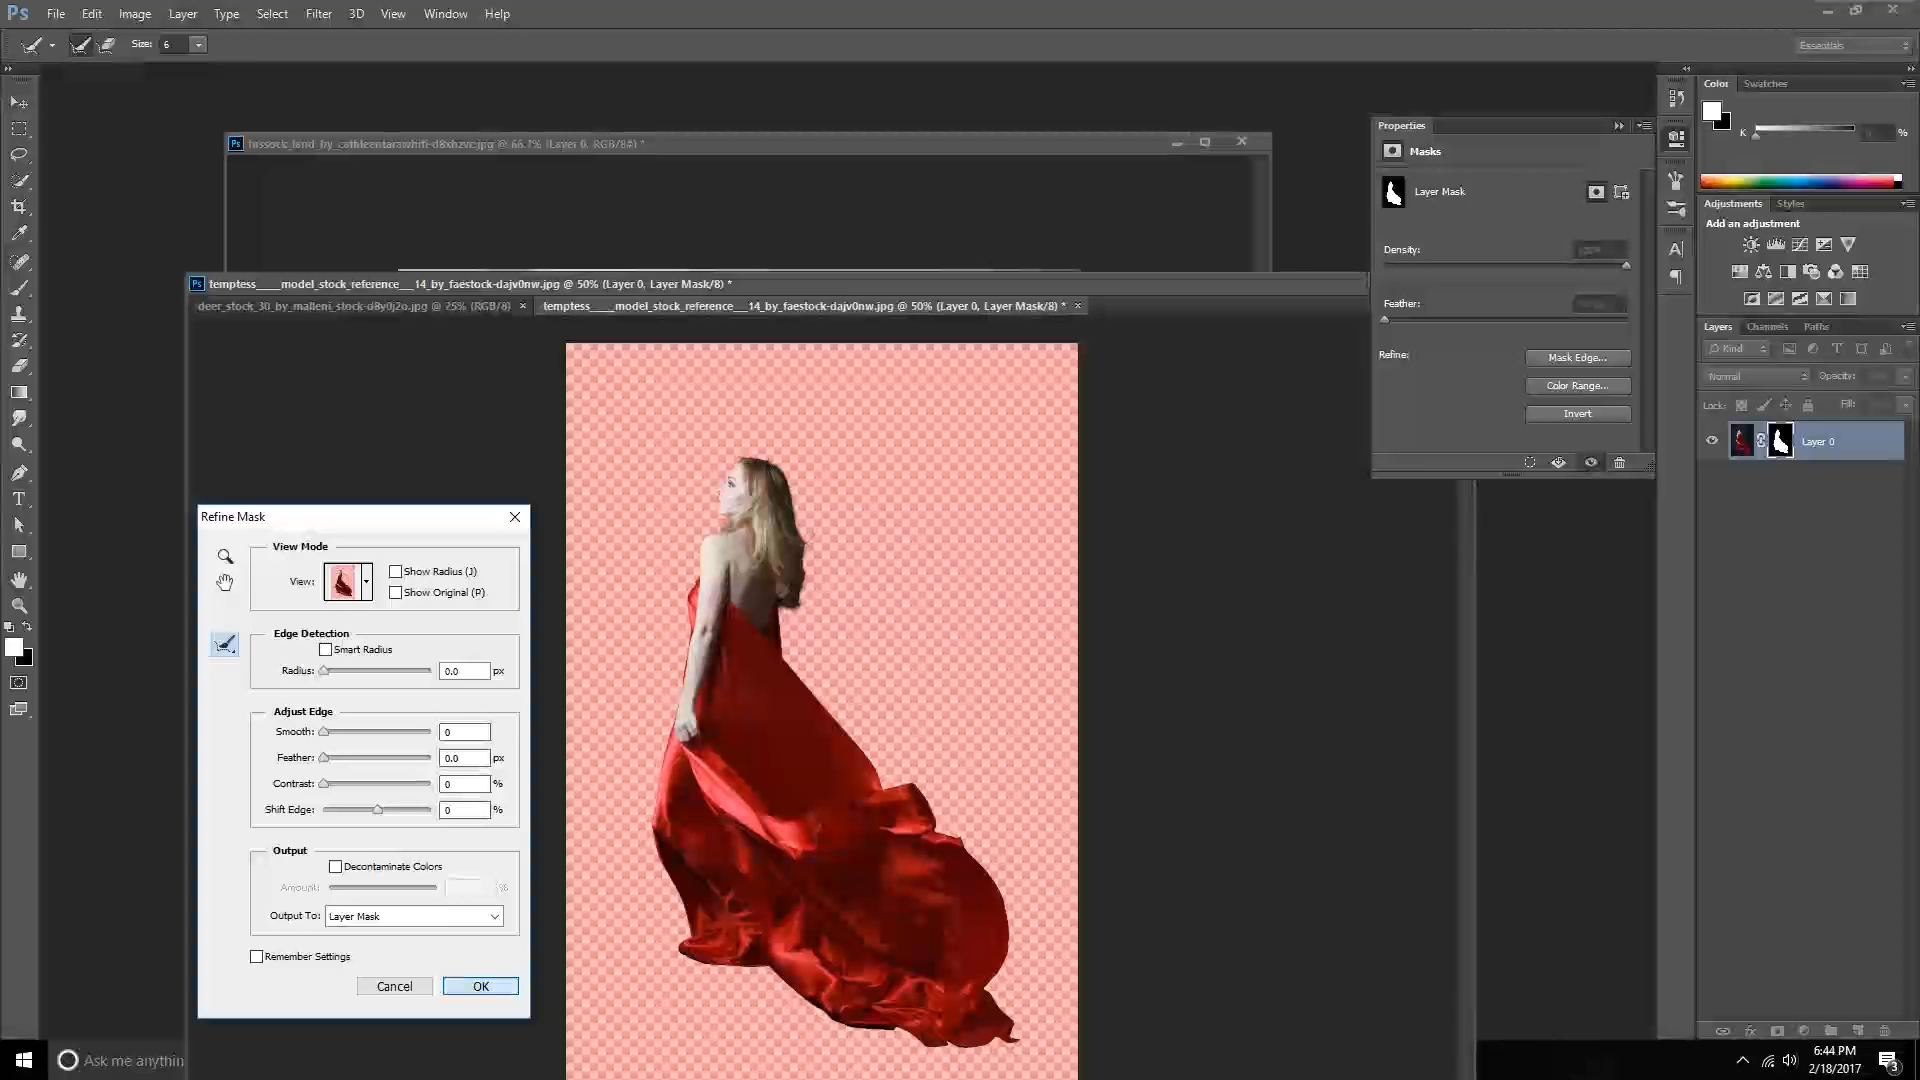 Ps File Edit Image Layer Type Select Filter 3D View Window Help
Size: 6
Essentials
@ 66.7% (Layer 0, RGB/8#) *
temptess____model_stock_reference___14_by_faestock-dajv0nw.jpg @ 50% (Layer 0, Layer Mask/8) *
deer_stock_30_by_malleni_stock-d8y0j2o.jpg @ 25% (RGB/8)
temptess____model_stock_reference___14_by_faestock-dajv0nw.jpg @ 50% (Layer 0, Layer Mask/8) *
Refine Mask
View Mode
View:
Show Radius (J)
Show Original (P)
Edge Detection
Smart Radius
Radius: 0.0 px
Adjust Edge
Smooth: 0
Feather: 0.0 px
Contrast: 0 %
Shift Edge: 0 %
Output
Decontaminate Colors
Amount: %
Output To: Layer Mask
Remember Settings
Cancel OK
Properties
Masks
Layer Mask
Density:
Feather:
Refine:
Mask Edge...
Color Range...
Invert
Color Swatches
K %
Adjustments Styles
Add an adjustment
Layers Channels Paths
Kind
Normal Opacity:
Lock: Fill:
Layer 0
Ask me anythin
6:44 PM
2/18/2017
3